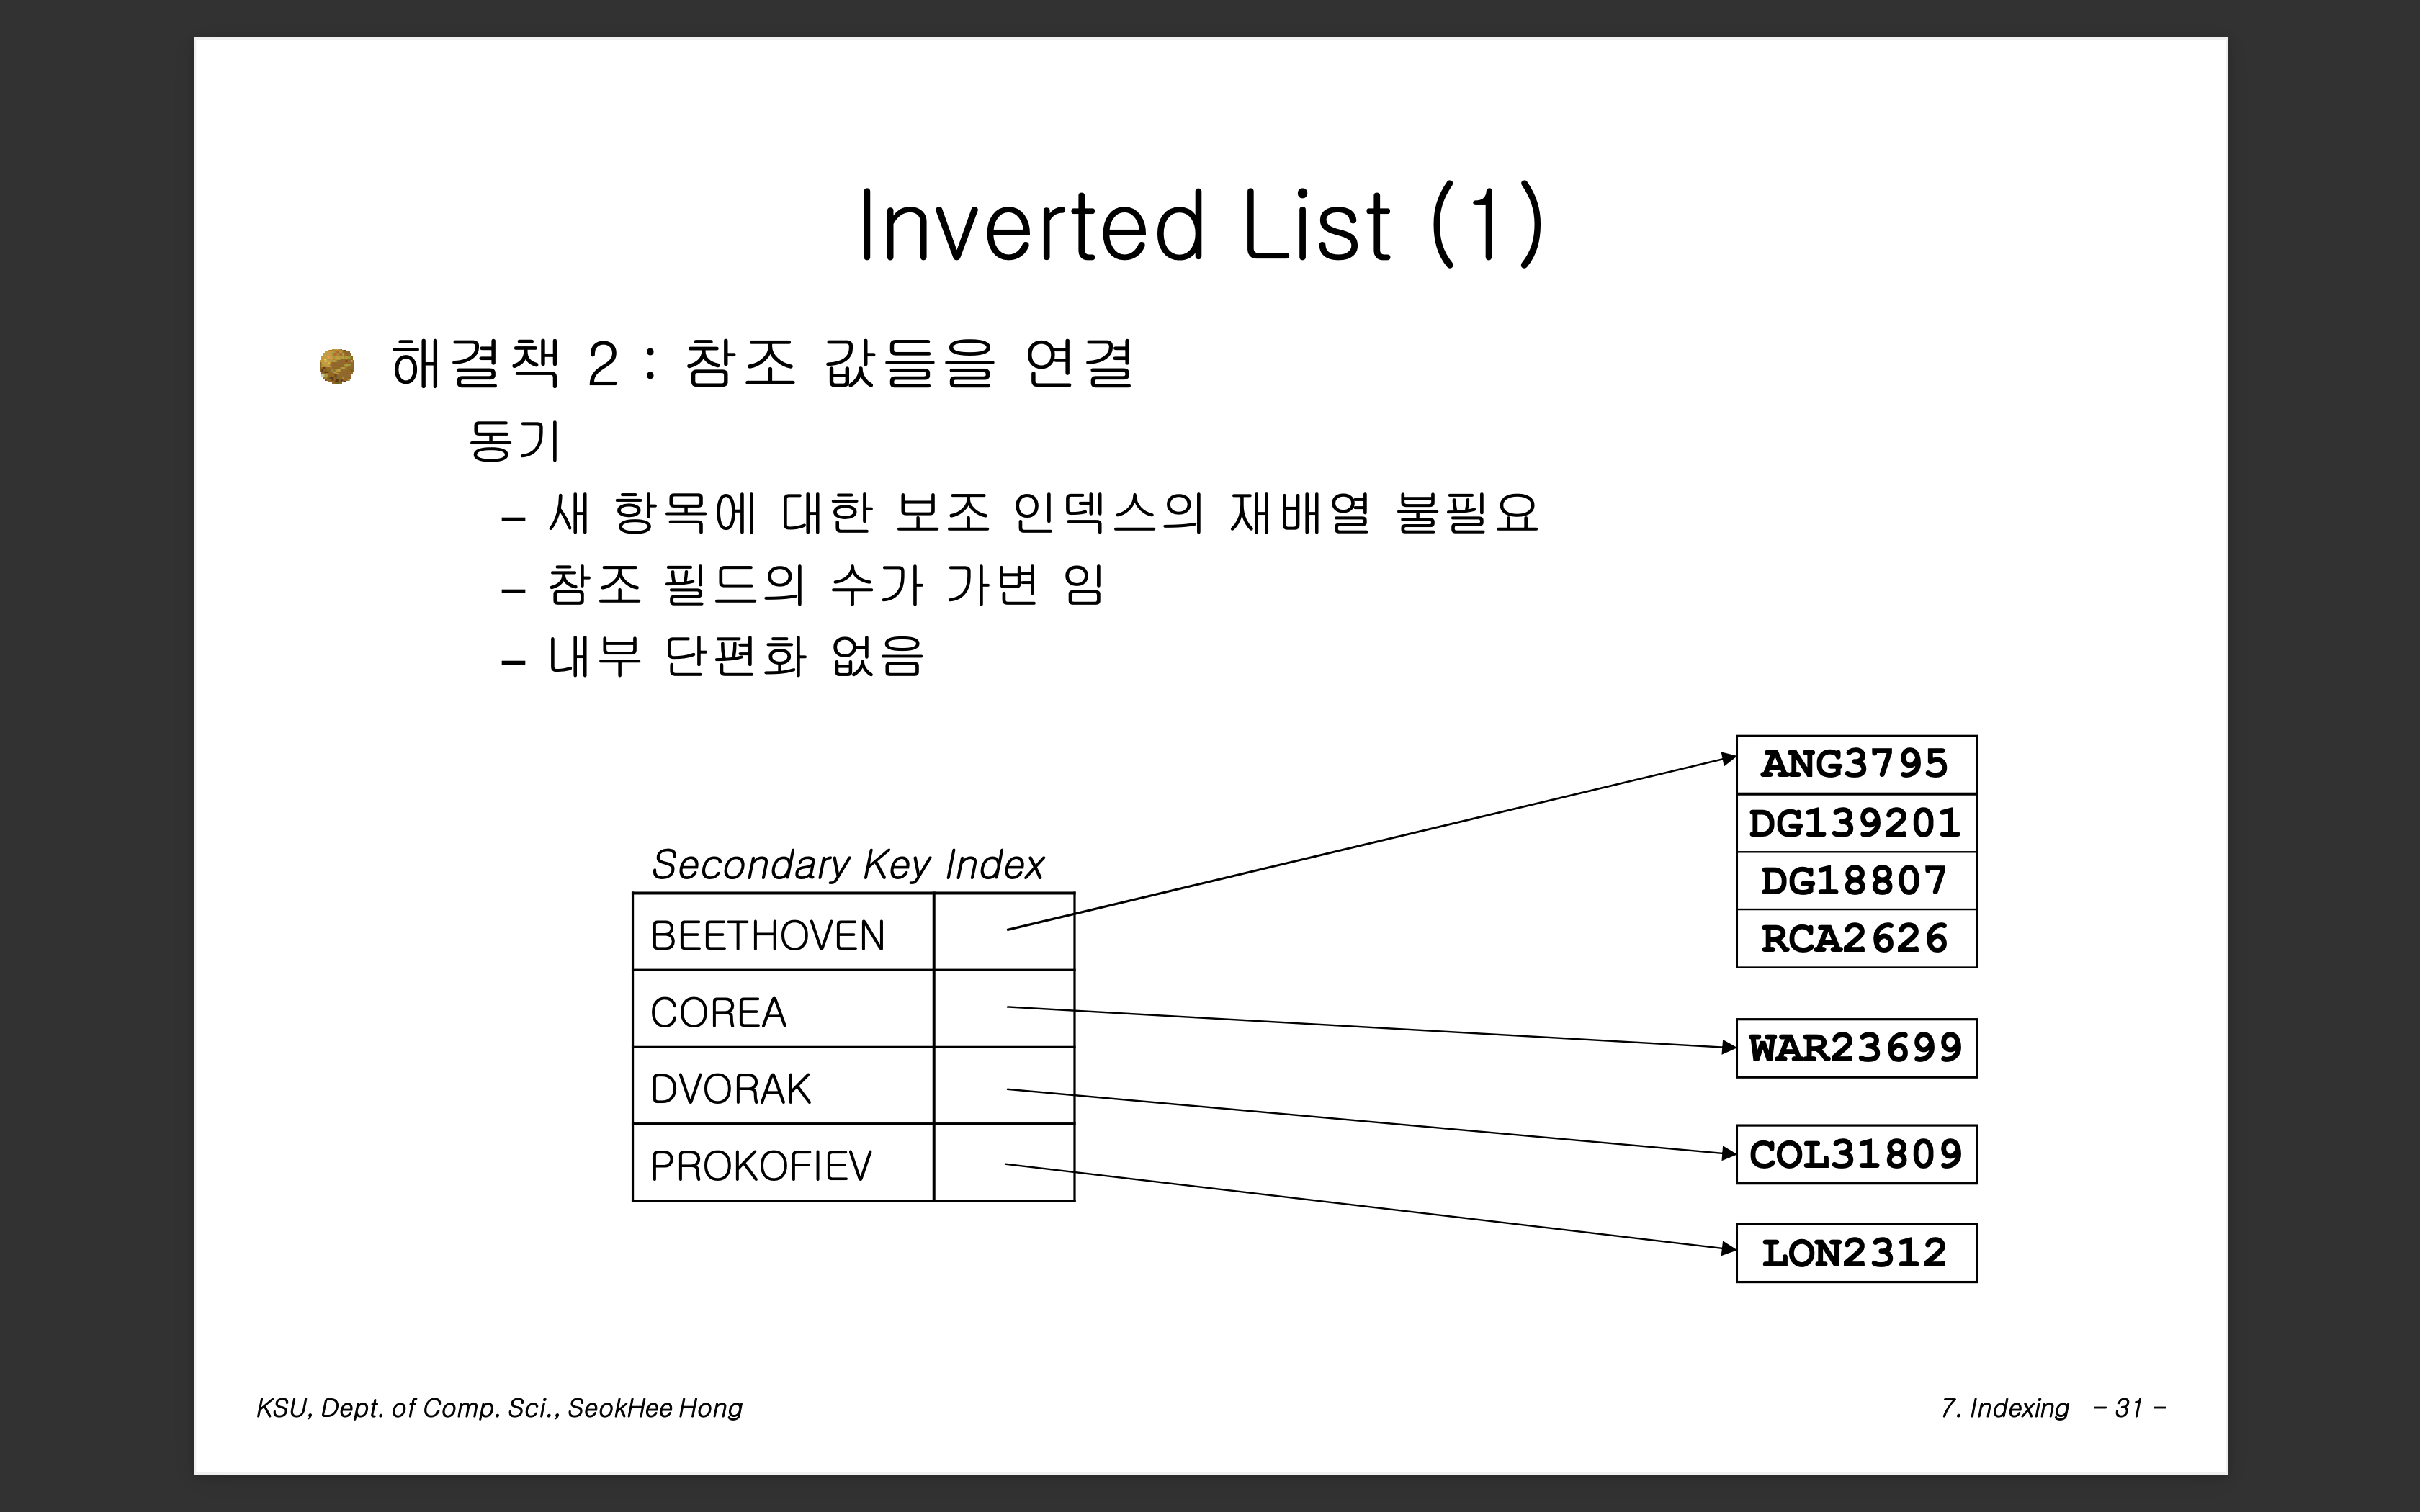 Inverted List (1)
해결책 2 : 참조 값들을 연결
동기
– 새 항목에 대한 보조 인덱스의 재배열 불필요
– 참조 필드의 수가 가변 임
– 내부 단편화 없음
Secondary Key Index
BEETHOVEN
COREA
DVORAK
PROKOFIEV
ANG3795
DG139201
DG18807
RCA2626
WAR23699
COL31809
LON2312
KSU, Dept. of Comp. Sci., SeokHee Hong
7. Indexing – 31 –